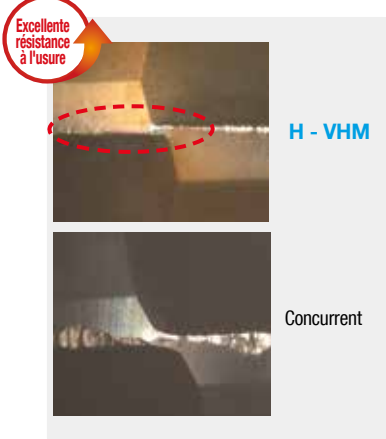 Excellente
résistance
à l'usure
H - VHM
Concurrent